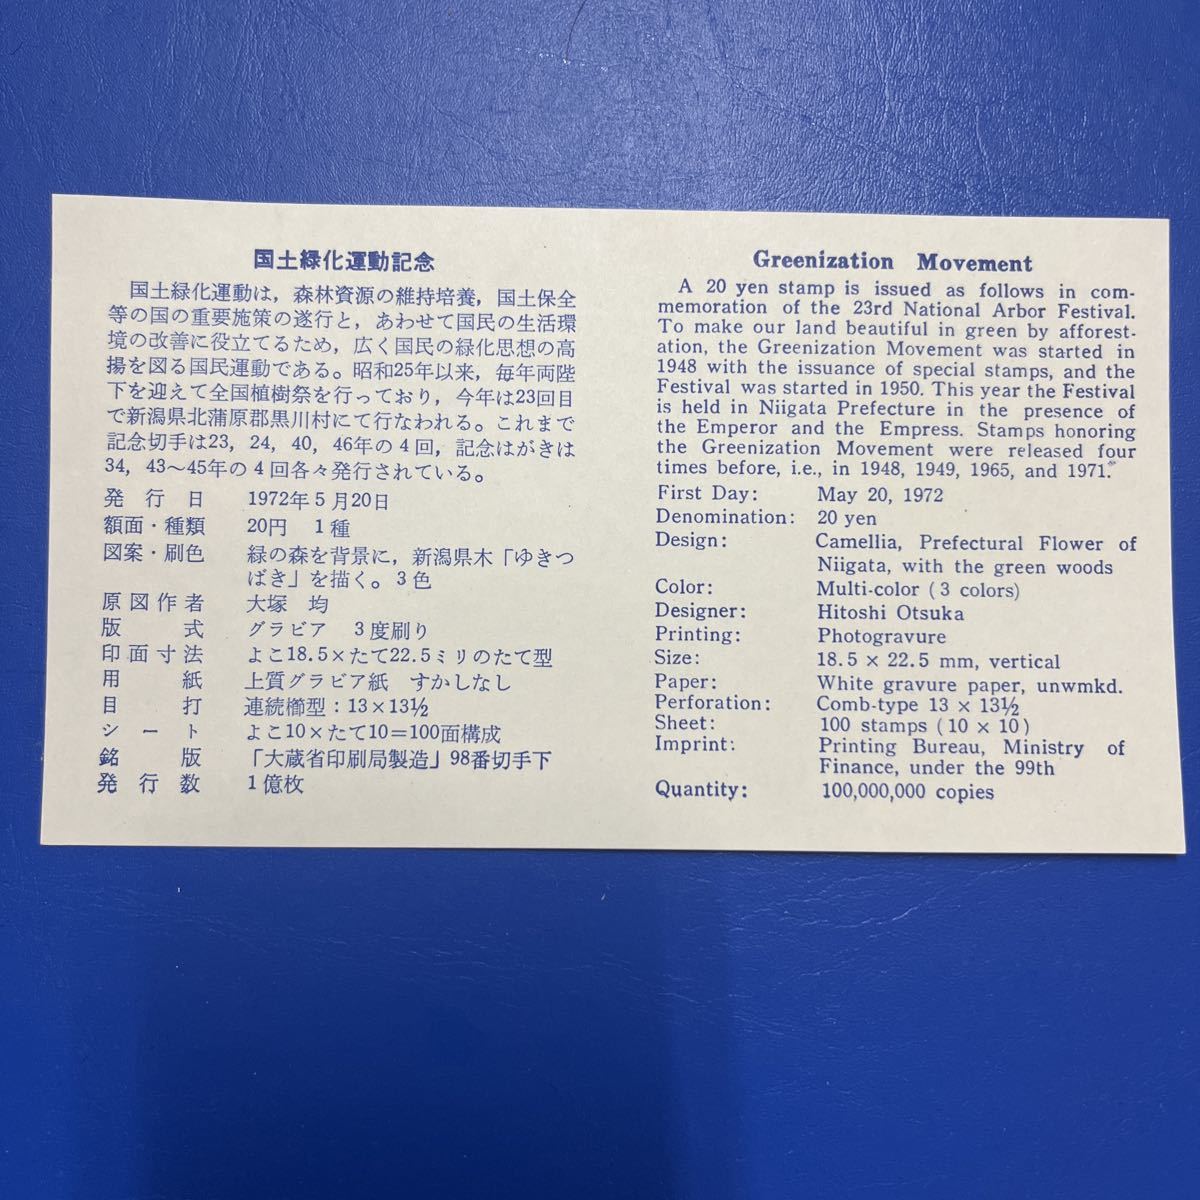 国土緑化運動記念
国土緑化運動は，森林資源の維持培養，国土保全
等の国の重要施策の遂行と，あわせて国民の生活環
境の改善に役立てるため，広く国民の緑化思想の高
揚を図る国民運動である。昭和25年以来，毎年両陛
下を迎えて全国植樹祭を行っており，今年は23回目
で新潟県北蒲原郡黒川村にて行なわれる。これまで
記念切手は23，24，40，46年の４回，記念はがきは
34，43〜45年の４回各々発行されている。
発行日 1972年５月20日
額面・種類 20円 1種
図案・刷色 緑の森を背景に，新潟県木「ゆきつ
ばき」を描く。３色
原図作者 大塚 均
版式 グラビア ３度刷り
印面寸法 よこ18.5×たて22.5ミリのたて型
用紙 上質グラビア紙 すかしなし
目打 連続櫛型：13×13½
シート よこ10×たて10＝100面構成
銘版 「大蔵省印刷局製造」98番切手下
発行数 １億枚
Greenization Movement
A 20 yen stamp is issued as follows in com-
memoration of the 23rd National Arbor Festival.
To make our land beautiful in green by afforest-
ation, the Greenization Movement was started in
1948 with the issuance of special stamps, and the
Festival was started in 1950. This year the Festival
is held in Niigata Prefecture in the presence of
the Emperor and the Empress. Stamps honoring
the Greenization Movement were released four
times before, i.e., in 1948, 1949, 1965, and 1971.
First Day: May 20, 1972
Denomination: 20 yen
Design: Camellia, Prefectural Flower of
Niigata, with the green woods
Color: Multi-color (3 colors)
Designer: Hitoshi Otsuka
Printing: Photogravure
Size: 18.5 × 22.5 mm, vertical
Paper: White gravure paper, unwmkd.
Perforation: Comb-type 13 × 13½
Sheet: 100 stamps (10 × 10)
Imprint: Printing Bureau, Ministry of
Finance, under the 99th
Quantity: 100,000,000 copies